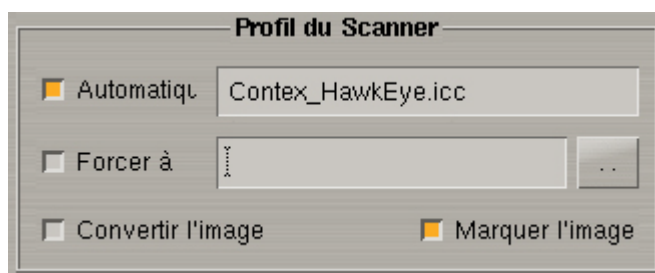 Profil du Scanner
Automatiqu Contex_HawkEye.icc
Forcer à ..
Convertir l'image Marquer l'image